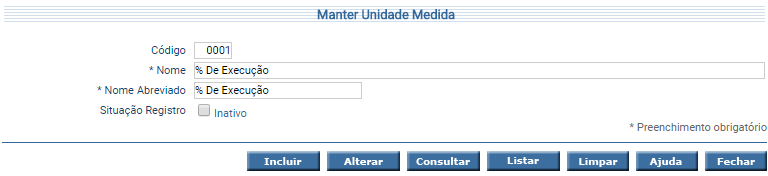 Manter Unidade Medida
Código 0001
* Nome % De Execução
* Nome Abreviado % De Execução
Situação Registro Inativo
* Preenchimento obrigatório
Incluir Alterar Consultar Listar Limpar Ajuda Fechar